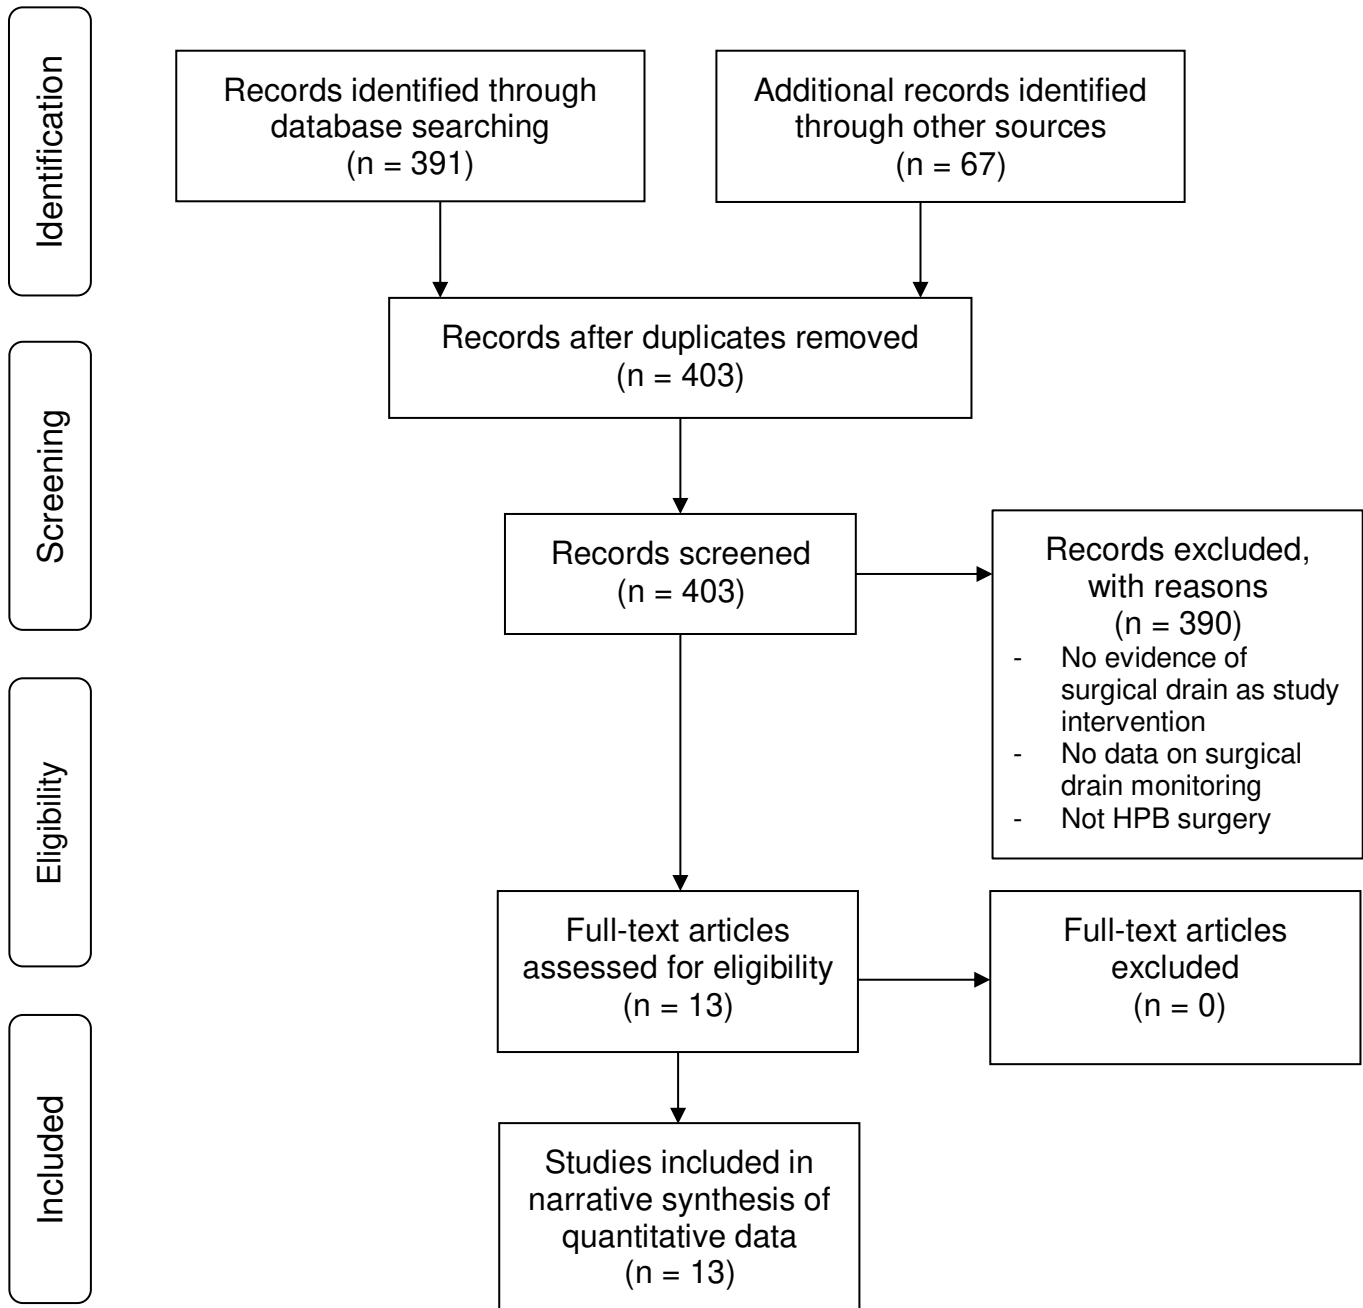 Identification
Records identified through
database searching
(n = 391)
Additional records identified
through other sources
(n = 67)
Records after duplicates removed
(n = 403)
Screening
Records screened
(n = 403)
Records excluded,
with reasons
(n = 390)
- No evidence of
surgical drain as study
intervention
- No data on surgical
drain monitoring
- Not HPB surgery
Eligibility
Full-text articles
assessed for eligibility
(n = 13)
Full-text articles
excluded
(n = 0)
Included
Studies included in
narrative synthesis of
quantitative data
(n = 13)